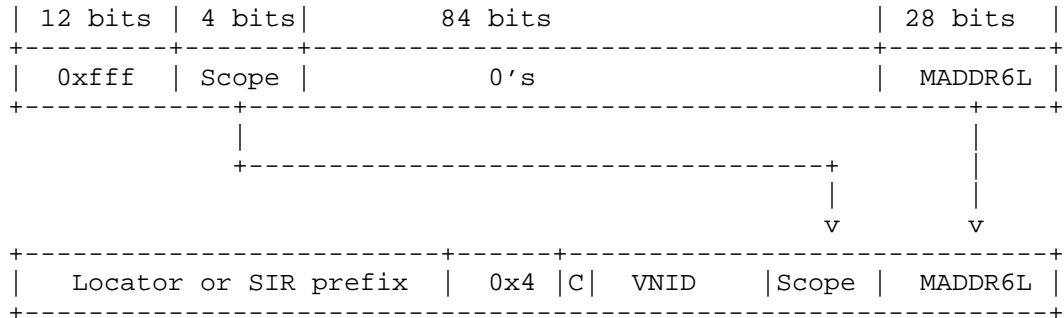 | 12 bits | 4 bits| 84 bits | 28 bits |
+---------+-------+-------------------------------+----------+
| 0xfff | Scope | 0's | MADDR6L |
+-------------+----------------------------------------+----+
| |
+--------------------------------+ |
| |
v v
+-----------------------+------+---------------------------+
| Locator or SIR prefix | 0x4 |C| VNID |Scope | MADDR6L |
+---------------------------------------------------------+